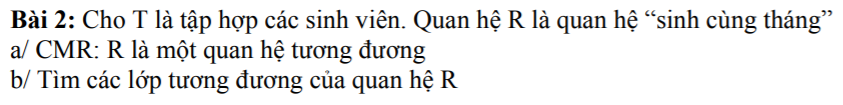 Bài 2: Cho T là tập hợp các sinh viên. Quan hệ R là quan hệ “sinh cùng tháng”
a/ CMR: R là một quan hệ tương đương
b/ Tìm các lớp tương đương của quan hệ R